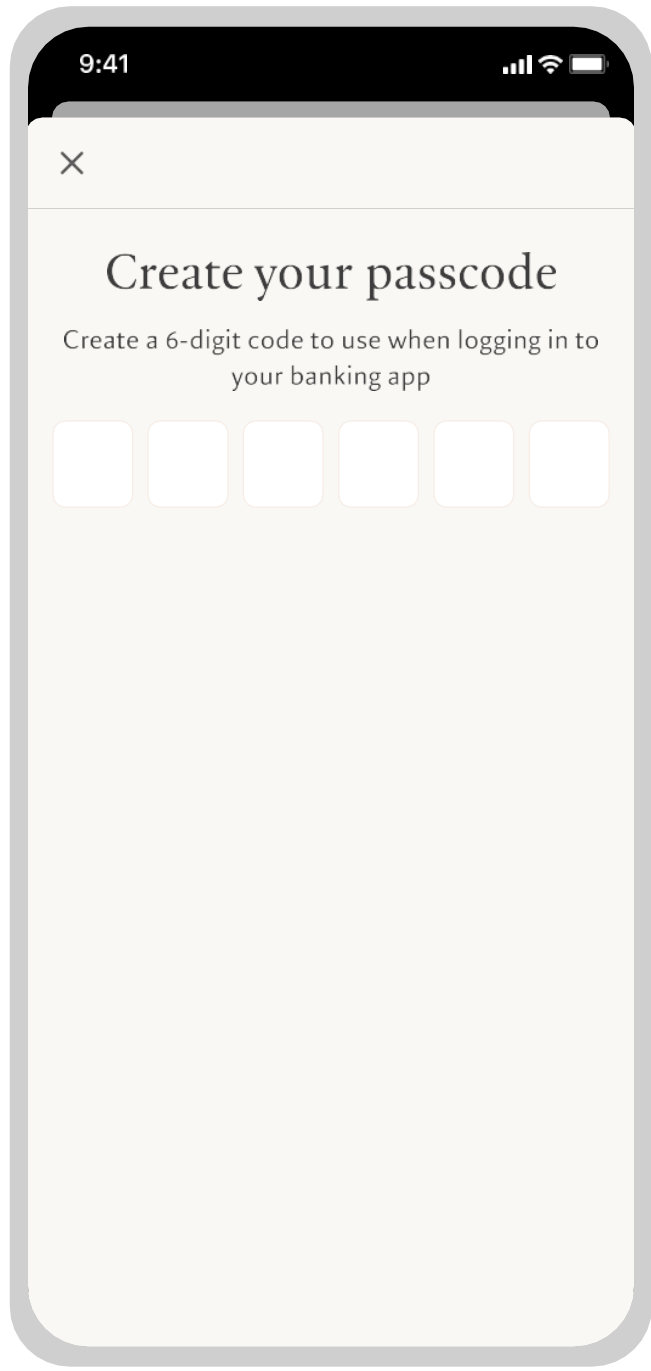 9:41
Create your passcode
Create a 6-digit code to use when logging in to
your banking app